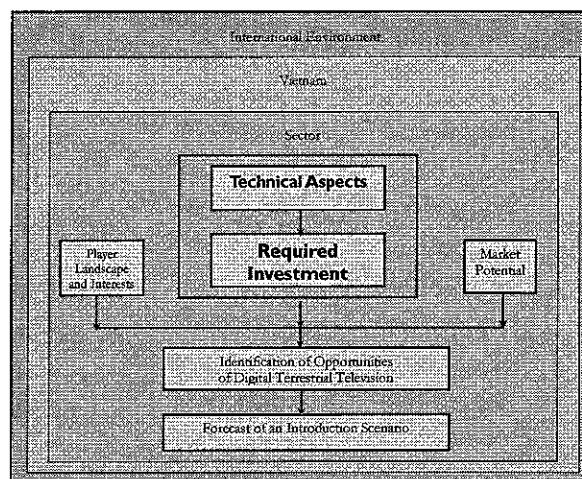 International Environment
Vietnam
Sector
Technical Aspects
Required
Investment
Player
Landscape
and Interests
Market
Potential
Identification of Opportunities
of Digital Terrestrial Television
Forecast of an Introduction Scenario